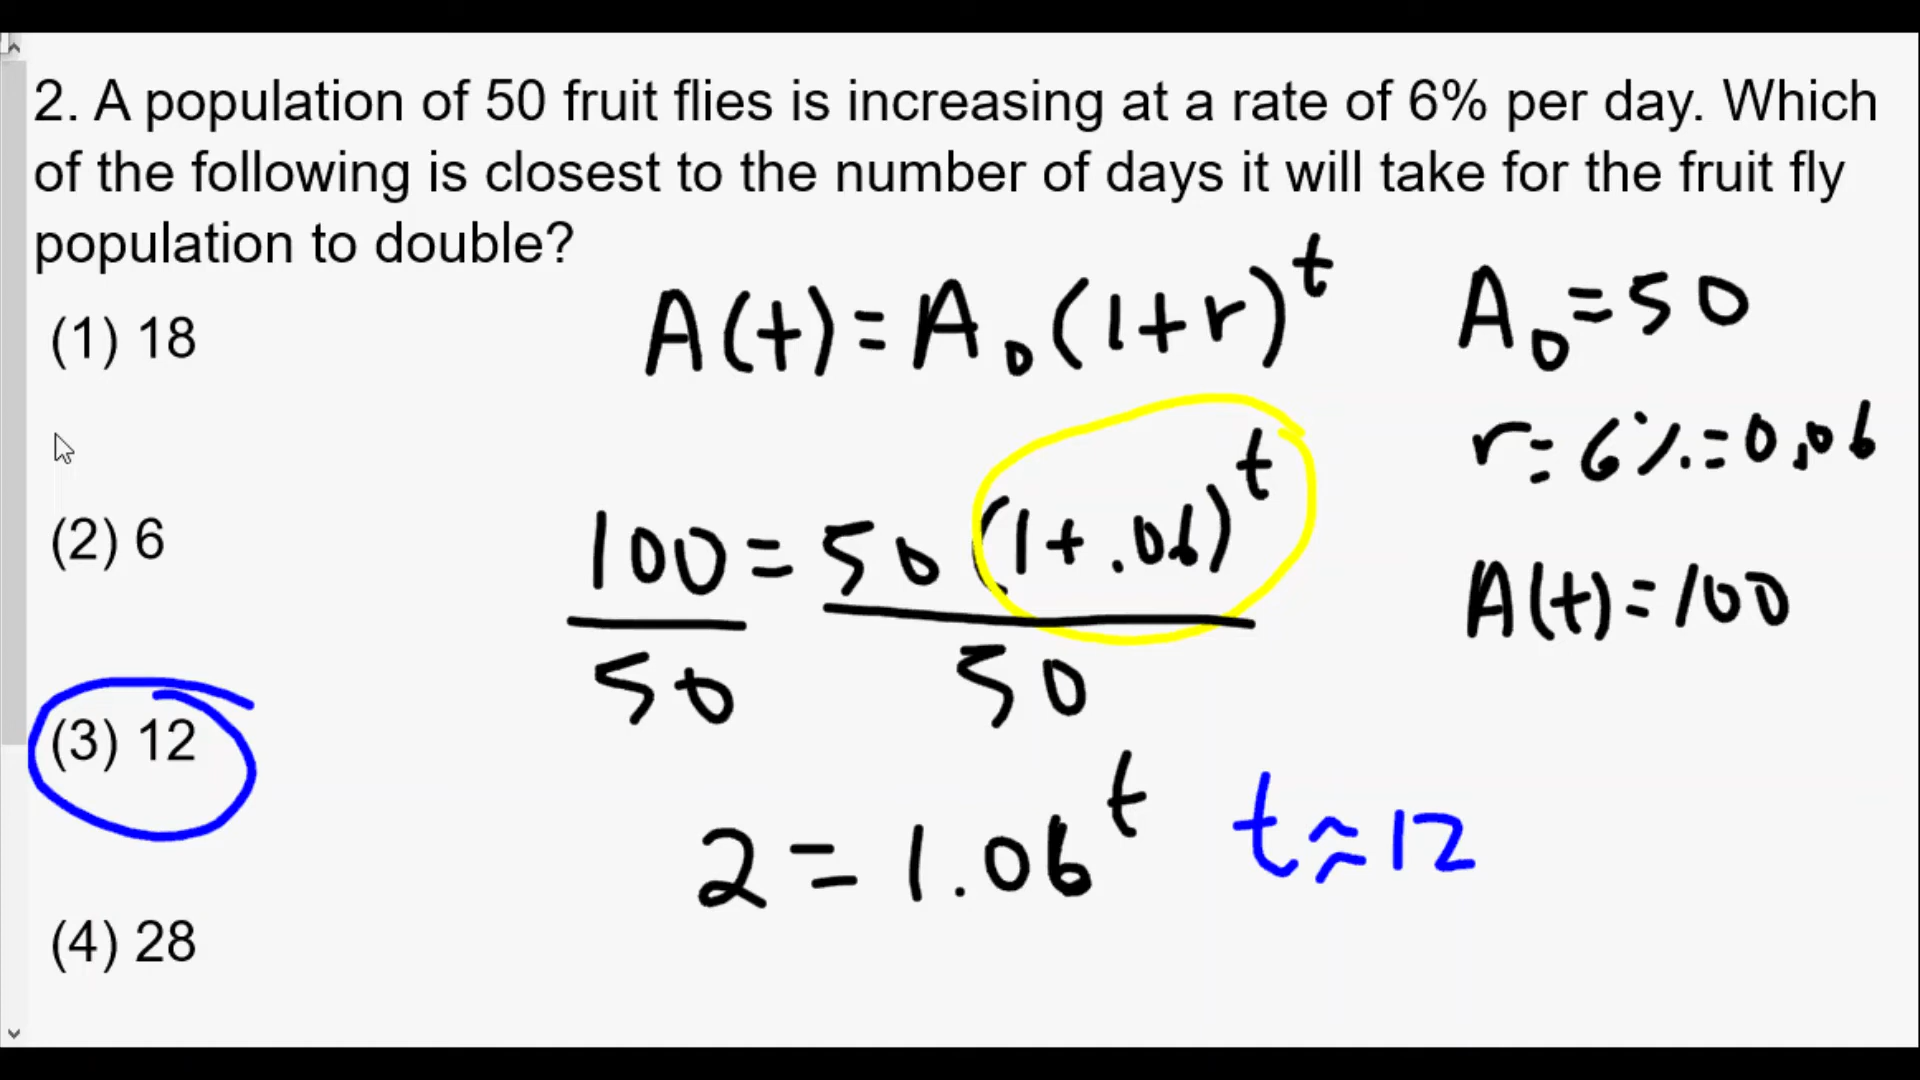 2. A population of 50 fruit flies is increasing at a rate of 6% per day. Which
of the following is closest to the number of days it will take for the fruit fly
population to double?
(1) 18
(2) 6
(3) 12
(4) 28
A(t)=A₀(1+r)^t
100=50(1+.06)^t
50 50
2=1.06^t
t≈12
A₀=50
r=6%=0.06
A(t)=100